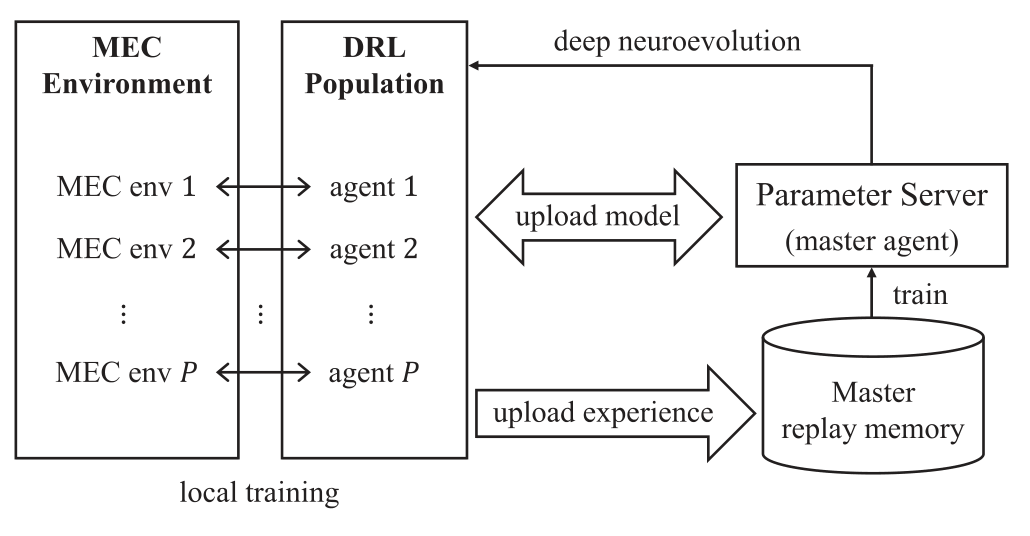 MEC
Environment
MEC env 1
MEC env 2
⋮
MEC env P
⋮
DRL
Population
agent 1
agent 2
⋮
agent P
local training
deep neuroevolution
upload model
upload experience
Parameter Server
(master agent)
train
Master
replay memory